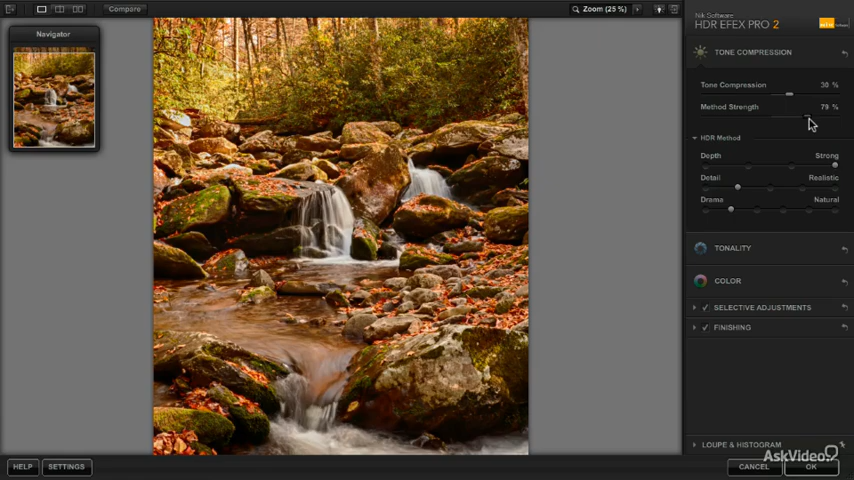 Compare
Zoom (25 %)
Navigator
Nik Software
HDR EFEX PRO 2
TONE COMPRESSION
Tone Compression 30 %
Method Strength 79 %
HDR Method
Depth Strong
Detail Realistic
Drama Natural
TONALITY
COLOR
SELECTIVE ADJUSTMENTS
FINISHING
LOUPE & HISTOGRAM
AskVideo
HELP
SETTINGS
CANCEL
OK